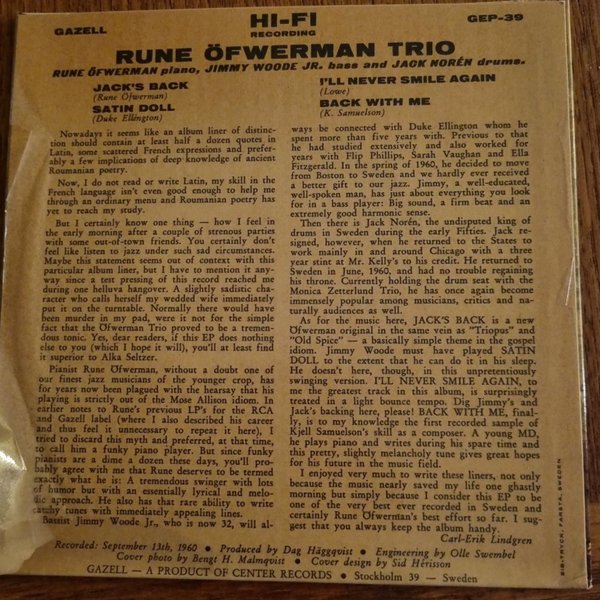 GAZELL
HI-FI
RECORDING
GEP-39
RUNE ÖFWERMAN TRIO
RUNE ÖFWERMAN piano, JIMMY WOODE JR. bass and JACK NORÉN drums.
JACK'S BACK
(Rune Öfwerman)
SATIN DOLL
(Duke Ellington)
I'LL NEVER SMILE AGAIN
(Lowe)
BACK WITH ME
(K. Samuelson)
Nowadays it seems like an album liner of distinc-
tion should contain at least half a dozen quotes in
Latin, some scattered French expressions and prefer-
ably a few implications of deep knowledge of ancient
Roumanian poetry.
Now, I do not read or write Latin, my skill in the
French language isn't even good enough to help me
through an ordinary menu and Roumanian poetry has
yet to reach my study.
But I certainly know one thing — how I feel in
the early morning after a couple of strenous parties
with some out-of-town friends. You certainly don't
feel like listen to jazz under such sad circumstances.
Maybe this statement seems out of context with this
particular album liner, but I have to mention it any-
way since a test pressing of this record reached me
during one helluva hangover. A slightly sadistic cha-
racter who calls herself my wedded wife immediately
put it on the turntable. Normally there would have
been murder in my pad, were it not for the simple
fact that the Öfwerman Trio proved to be a tremen-
dous tonic. Yes, dear readers, if this EP does nothing
else to you (which I hope it will), you'll at least find
it superior to Alka Seltzer.
Pianist Rune Öfwerman, without a doubt one of
our finest jazz musicians of the younger crop, has
for years now been plagued with the hearsay that his
playing is strictly out of the Mose Allison idiom. In
earlier notes to Rune's previous LP's for the RCA
and Gazell label (where I also described his career
and thus feel it unnecessary to repeat it here), I
tried to discard this myth and preferred, at that time,
to call him a funky piano player. But since funky
pianists are a dime a dozen these days, you'll pro-
bably agree with me that Rune deserves to be termed
exactly what he is: A tremendous swinger with lots
of humor but with an essentially lyrical and melo-
dic approach. He also has that rare ability to write
catchy tunes with immediately appealing lines.
Bassist Jimmy Woode Jr., who is now 32, will al-
ways be connected with Duke Ellington whom he
spent more than five years with. Previous to that
he had studied extensively and also worked for
years with Flip Phillips, Sarah Vaughan and Ella
Fitzgerald. In the spring of 1960, he decided to move
from Boston to Sweden and we hardly ever received
a better gift to our jazz. Jimmy, a well-educated,
well-spoken man, has just about everything you look
for in a bass player: Big sound, a firm beat and an
extremely good harmonic sense.
Then there is Jack Norén, the undisputed king of
drums in Sweden during the early Fifties. Jack re-
signed, however, when he returned to the States to
work mainly in and around Chicago with a three
year stint at Mr. Kelly's to his credit. He returned to
Sweden in June, 1960, and had no trouble regaining
his throne. Currently holding the drum seat with the
Monica Zetterlund Trio, he has once again become
immensely popular among musicians, critics and na-
turally audiences as well.
As for the music here, JACK'S BACK is a new
Öfwerman original in the same vein as "Triopus" and
"Old Spice" — a basically simple theme in the gospel
idiom. Jimmy Woode must have played SATIN
DOLL to the extent that he can do it in his sleep.
He doesn't here, though, in this unpretentiously
swinging version. I'LL NEVER SMILE AGAIN, to
me the greatest track in this album, is surprisingly
treated in a light bounce tempo. Dig Jimmy's and
Jack's backing here, please! BACK WITH ME, final-
ly, is to my knowledge the first recorded sample of
Kjell Samuelson's skill as a composer. A young MD,
he plays piano and writes during his spare time and
this pretty, slightly melancholy tune gives great hopes
for his future in the music field.
I enjoyed very much to write these liners, not only
because the music nearly saved my life one ghastly
morning but simply because I consider this EP to be
one of the very best ever recorded in Sweden and
certainly Rune Öfwerman's best effort so far. I sug-
gest that you always keep the album handy.
Carl-Erik Lindgren
Recorded: September 13th, 1960 • Produced by Dag Häggqvist • Engineering by Olle Swembel
Cover photo by Bengt H. Malmqvist • Cover design by Sid Hérisson
GAZELL — A PRODUCT OF CENTER RECORDS • Stockholm 39 — Sweden
FARSTA, SWEDEN